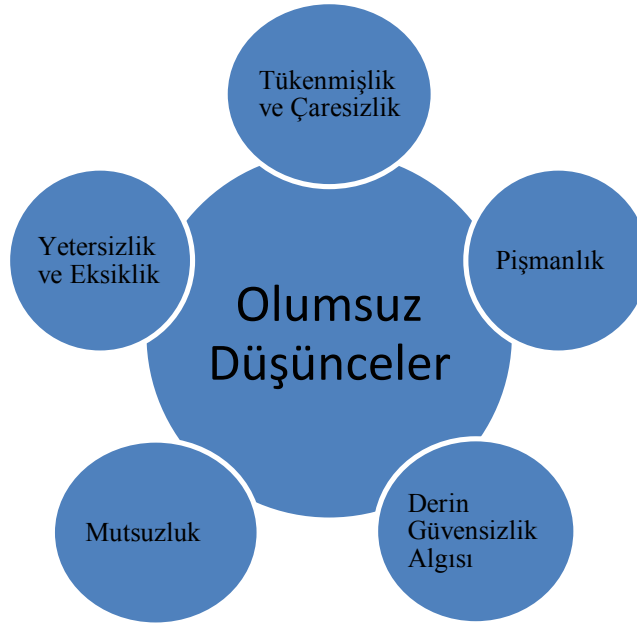 Tükenmişlik
ve Çaresizlik
Yetersizlik
ve Eksiklik
Pişmanlık
Olumsuz
Düşünceler
Mutsuzluk
Derin
Güvensizlik
Algısı